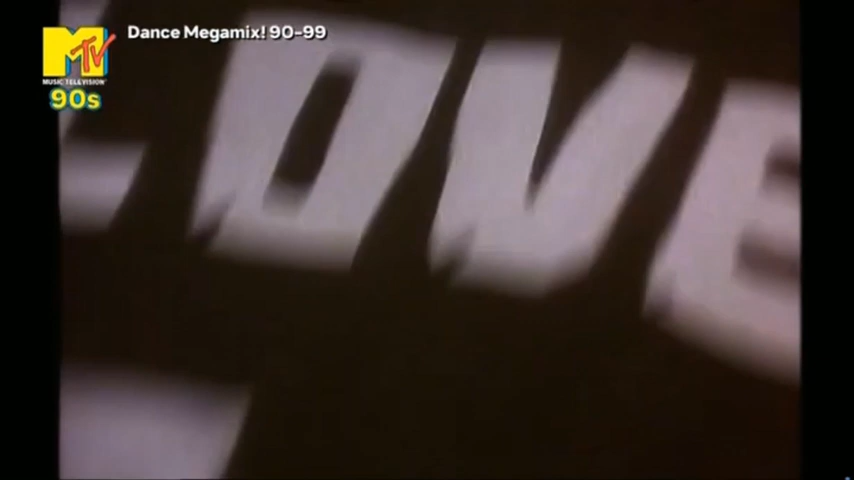 Dance Megamix! 90-99
MTV
MUSIC TELEVISION
90s
LOVE